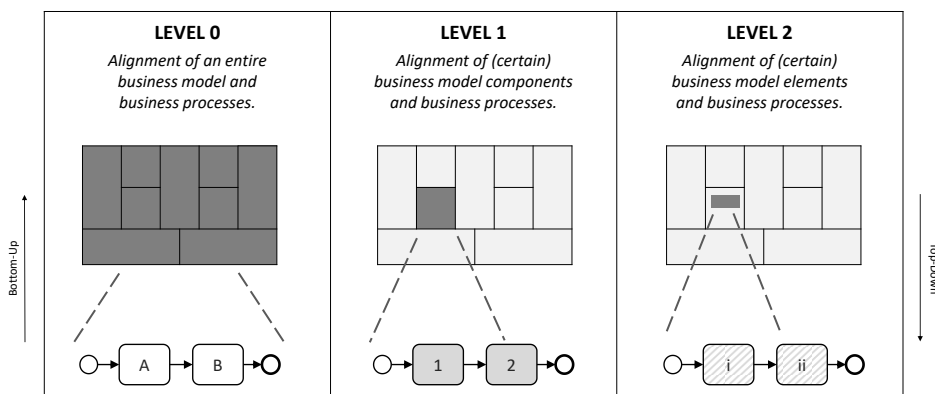 LEVEL 0
Alignment of an entire
business model and
business processes.
LEVEL 1
Alignment of (certain)
business model components
and business processes.
LEVEL 2
Alignment of (certain)
business model elements
and business processes.
Bottom-Up
Top-Down
A
B
1
2
i
ii